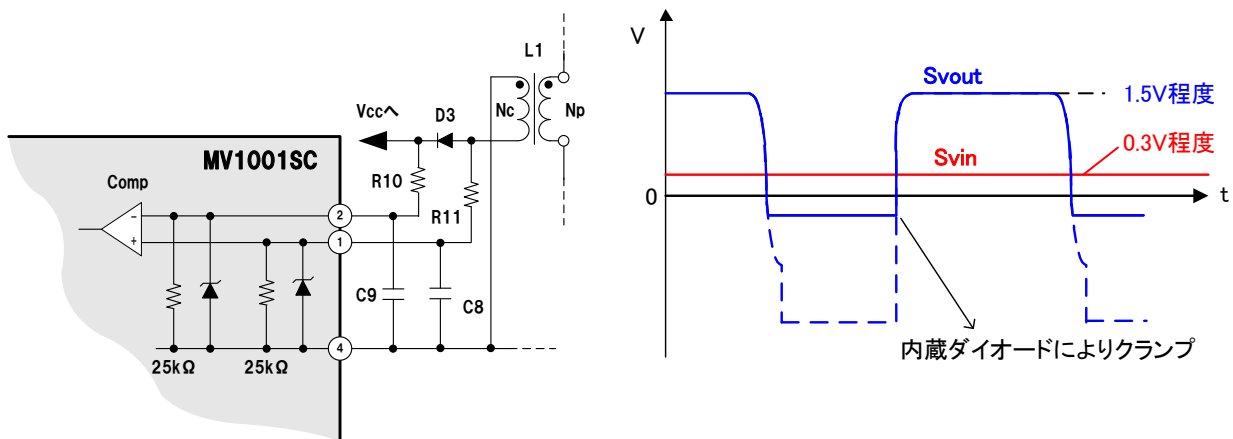 L1
Vccへ
D3
Nc
Np
MV1001SC
R10
Comp
R11
-
+
2
1
C9
C8
4
25kΩ
25kΩ
V
Svout
1.5V程度
Svin
0.3V程度
0
t
内蔵ダイオードによりクランプ